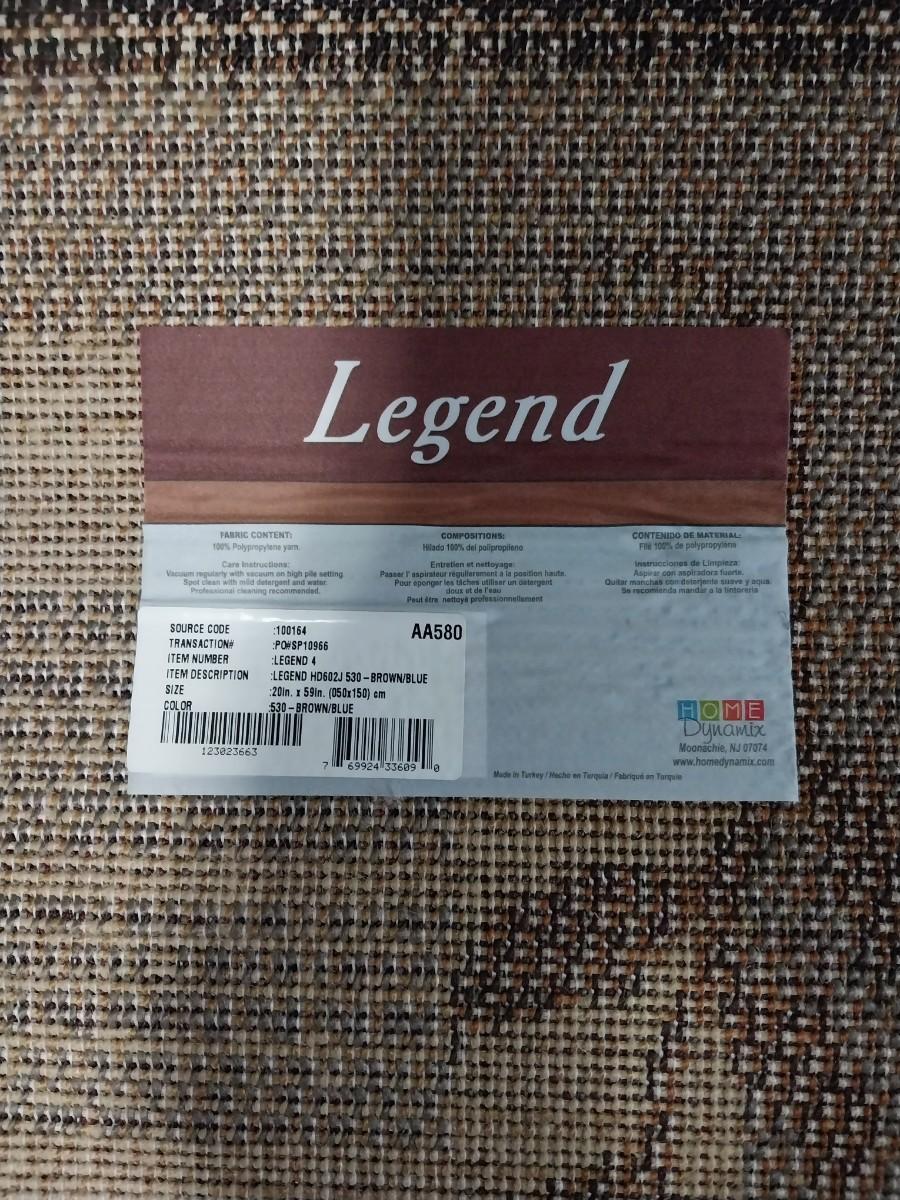 Legend
FABRIC CONTENT:
100% Polypropylene yarn.
Care Instructions:
Vacuum regularly with vacuum on high pile setting.
Spot clean with mild detergent and water.
Professional cleaning recommended.
COMPOSITIONS:
Hilado 100% del polipropileno
Entretien et nettoyage:
Passer l' aspirateur régulierement a la position haute.
Pour éponger les tâches utiliser un détergent
doux et de l'eau
Peut être nettoyé professionnellement
CONTENIDO DE MATERIAL:
Filé 100% de polypropylene
Instrucciones de Limpieza:
Aspirar con aspiradora fuerte.
Quitar manchas con detergente suave y aqua.
Se recomienda mandar a la tintoreria
SOURCE CODE :100164 AA580
TRANSACTION# :PO#SP10966
ITEM NUMBER :LEGEND 4
ITEM DESCRIPTION :LEGEND HD602J 530-BROWN/BLUE
SIZE :20in. x 59in. (050x150) cm
COLOR :530-BROWN/BLUE
123023663
7 69924 33609 0
HOME
Dynamix
Moonachie, NJ 07074
www.homedynamix.com
Made in Turkey / Hecho en Turquia / Fabriqué en Turquie